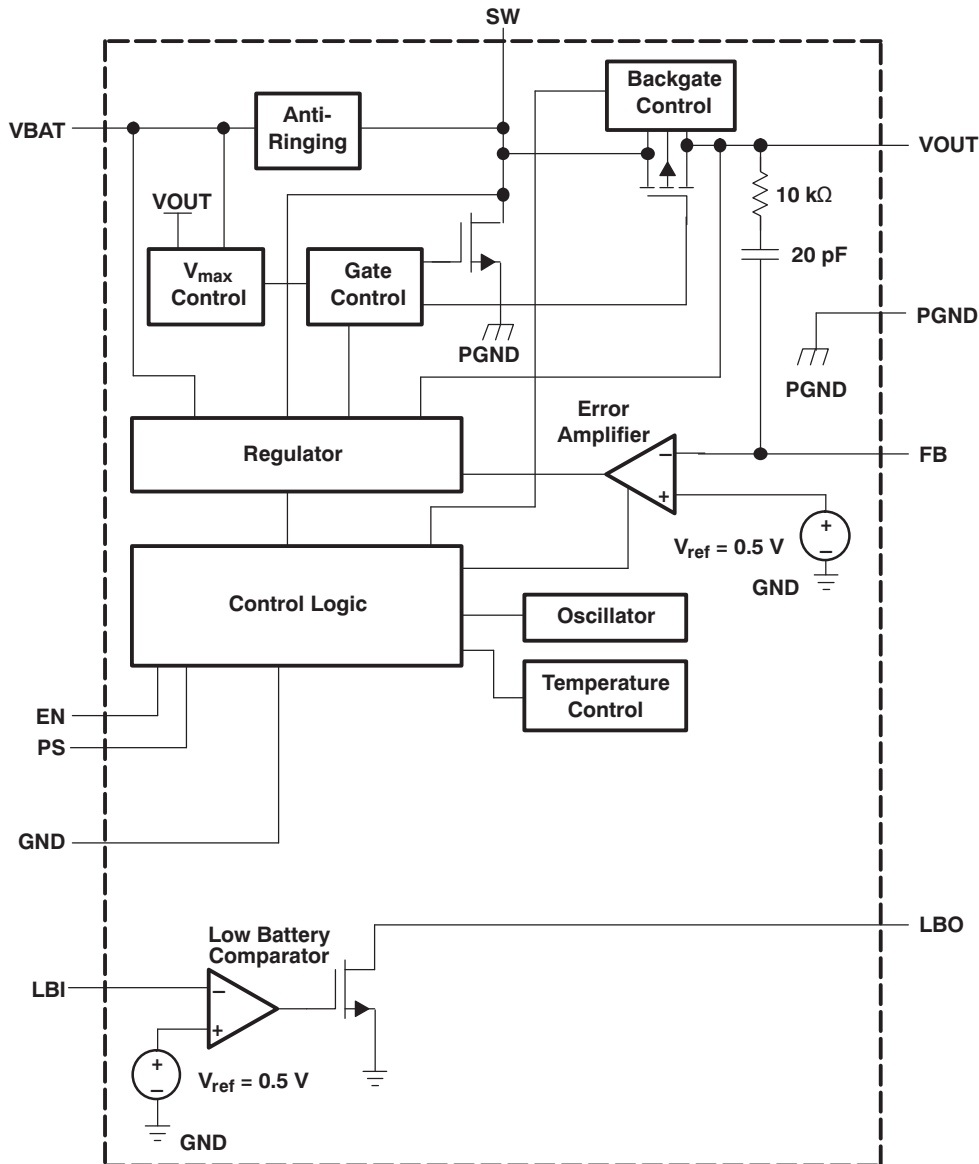 SW
Backgate
Control
Anti-
Ringing
VBAT
VOUT
VOUT
10 kΩ
20 pF
Vmax
Control
Gate
Control
PGND
PGND
PGND
Error
Amplifier
Regulator
−
FB
+
+
−
Vref = 0.5 V
GND
Control Logic
Oscillator
Temperature
Control
EN
PS
GND
LBO
Low Battery
Comparator
LBI
−
+
+
−
Vref = 0.5 V
GND